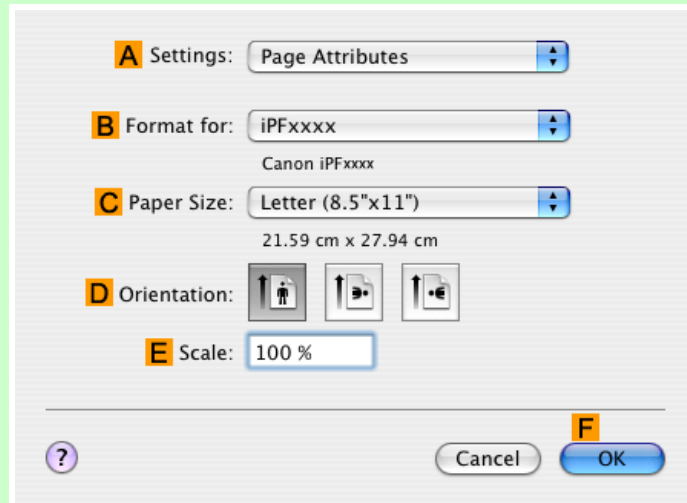 A Settings: Page Attributes
B Format for: iPFxxxx
Canon iPFxxxx
C Paper Size: Letter (8.5"x11")
21.59 cm x 27.94 cm
D Orientation:
E Scale: 100 %
F
? Cancel OK